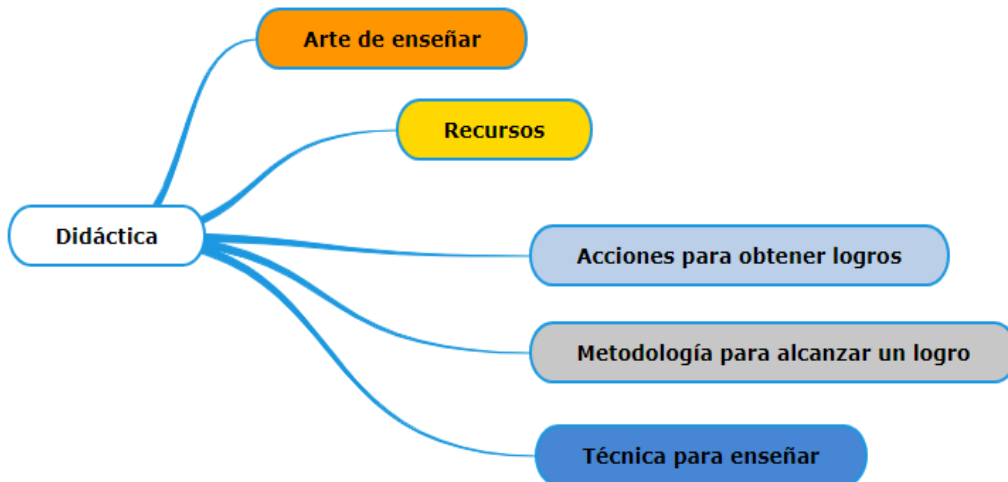 Arte de enseñar
Recursos
Didáctica
Acciones para obtener logros
Metodología para alcanzar un logro
Técnica para enseñar